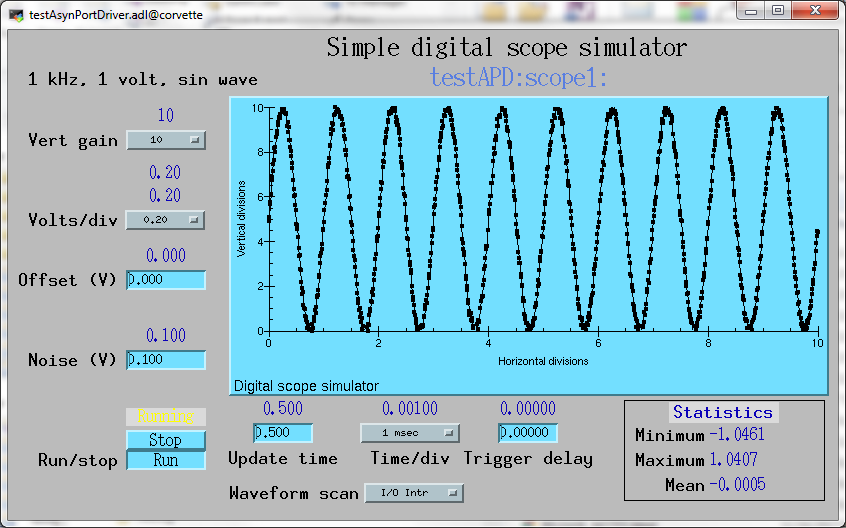 testAsynPortDriver.adl@corvette
Simple digital scope simulator
1 kHz, 1 volt, sin wave
testAPD:scope1:
10
Vert gain 10
0.20
0.20
Volts/div 0.20
0.000
Offset (V) 0.000
0.100
Noise (V) 0.100
Running
Stop
Run/stop Run
10
8
6
4
2
0
Vertical divisions
0 2 4 6 8 10
Horizontal divisions
Digital scope simulator
0.500 0.00100 0.00000
0.500 1 msec 0.00000
Update time Time/div Trigger delay
Waveform scan I/O Intr
Statistics
Minimum -1.0461
Maximum 1.0407
Mean -0.0005